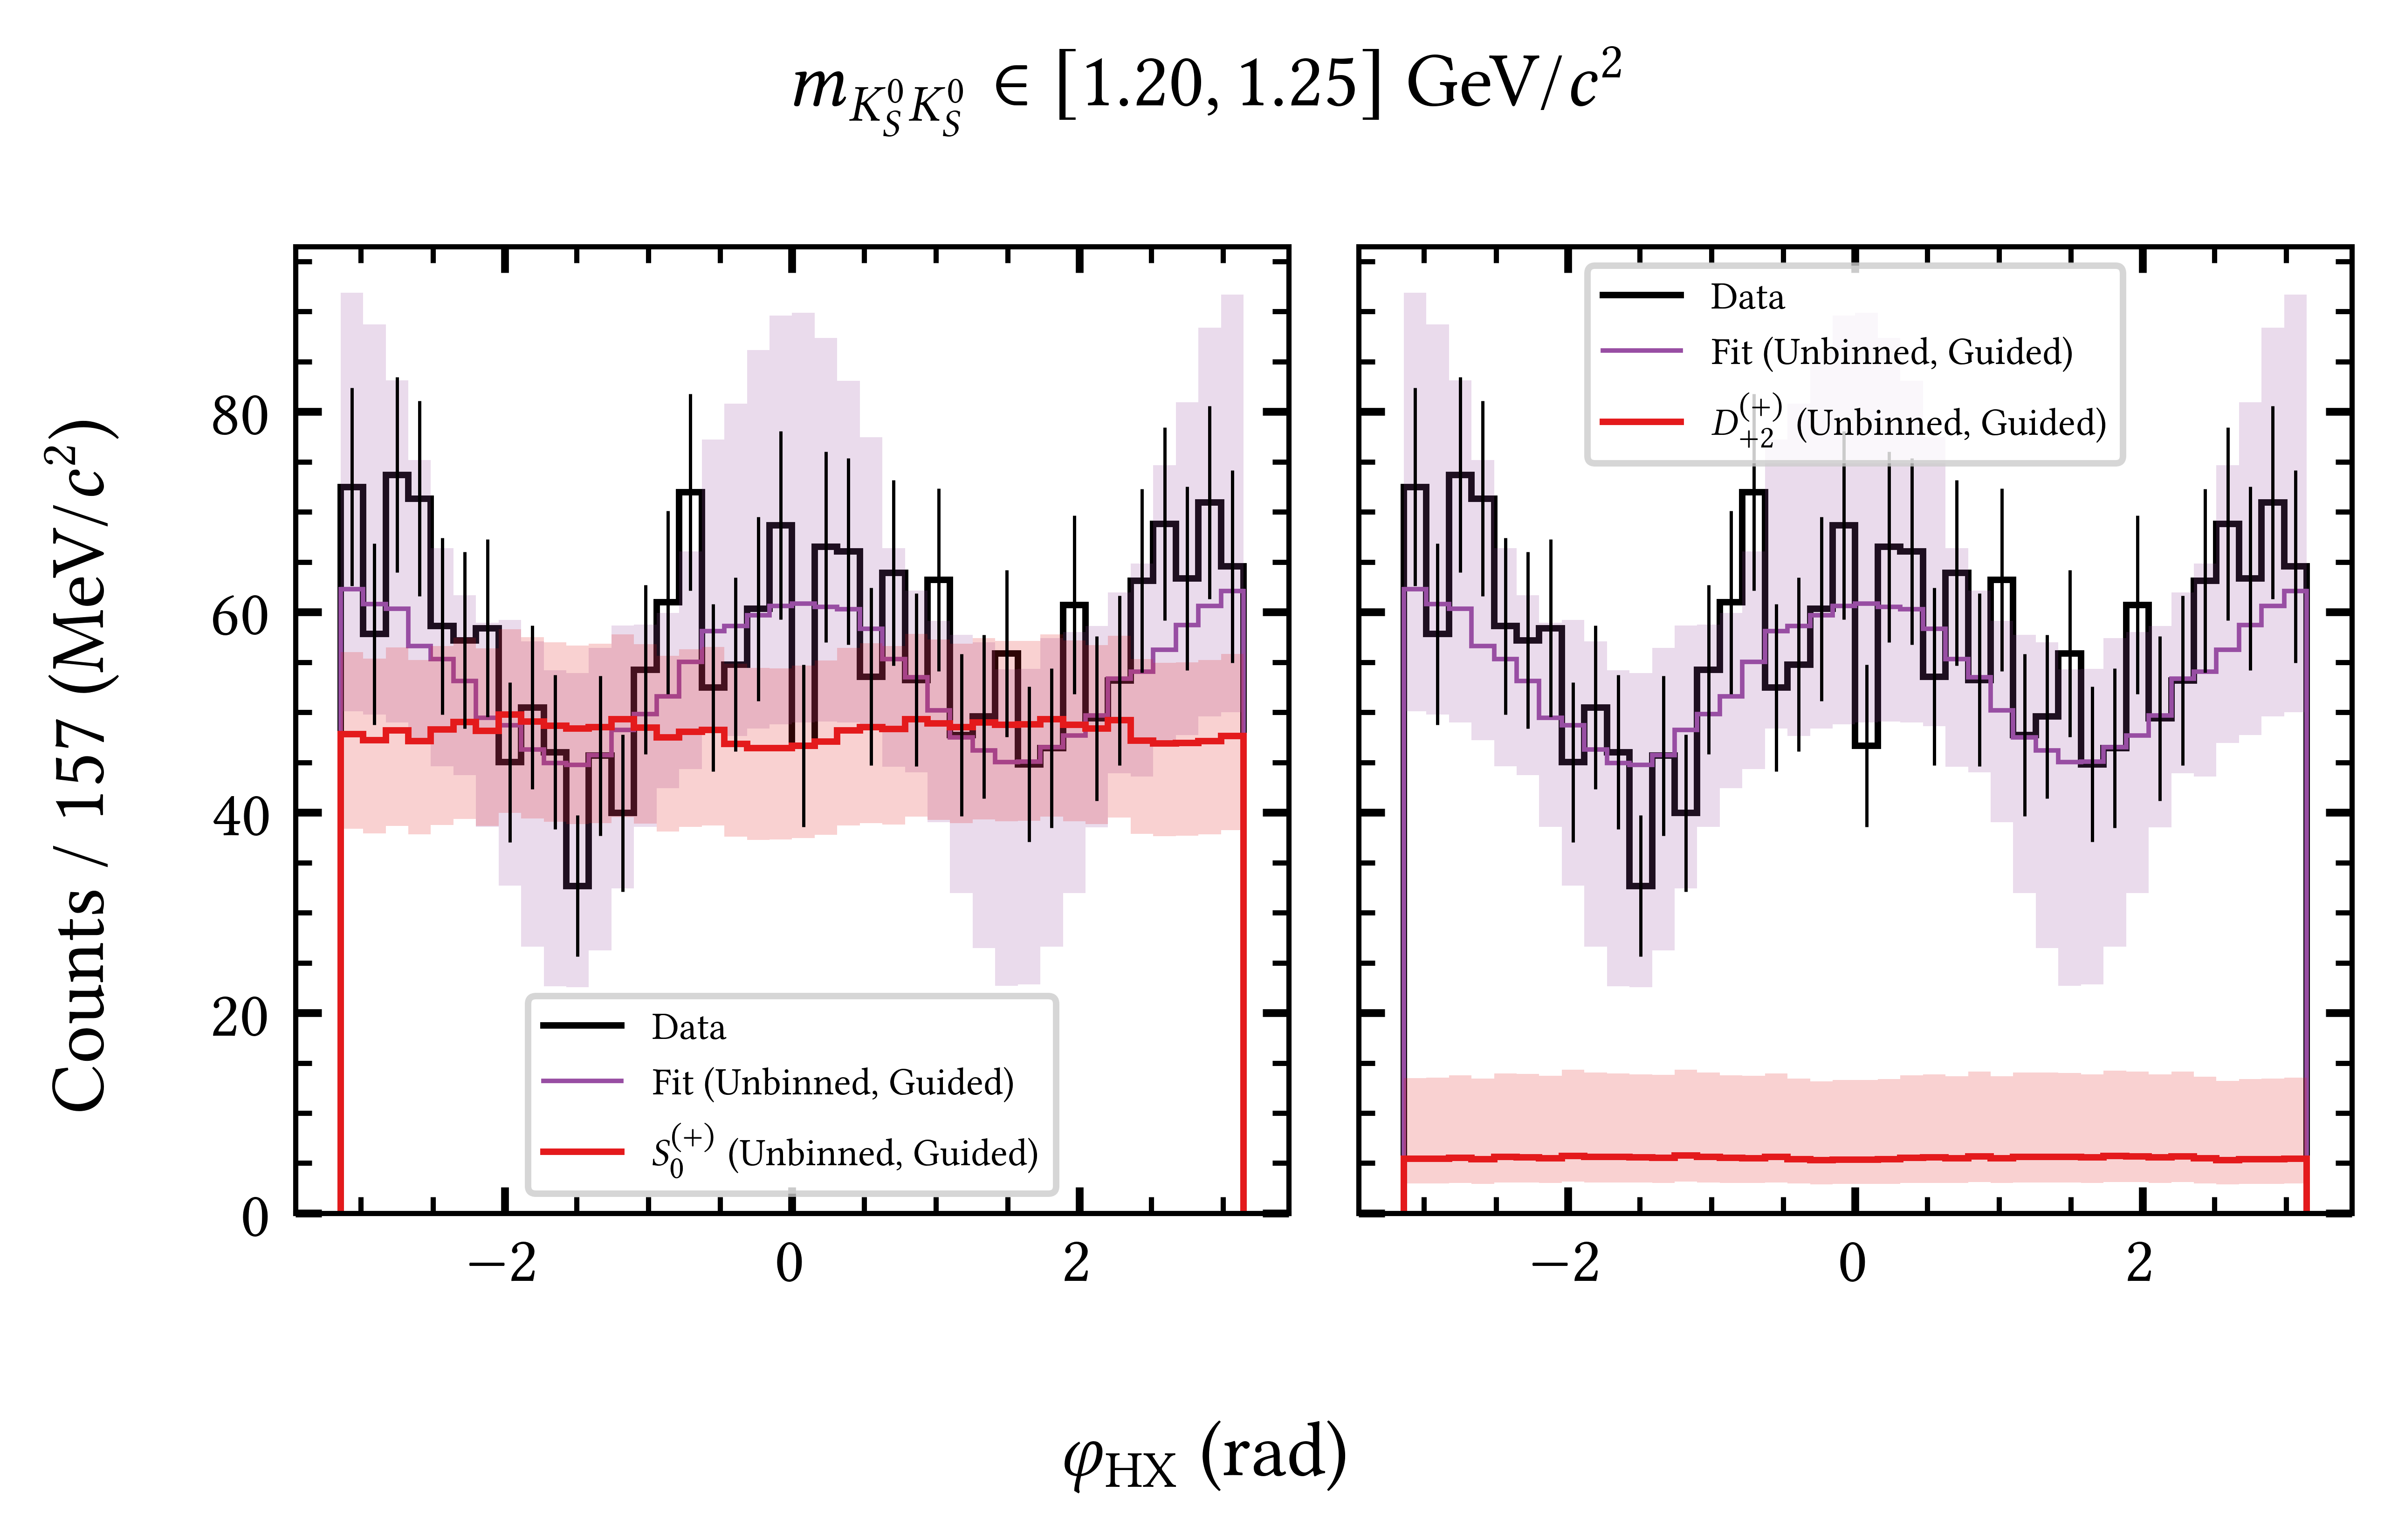 m_{K_S^0 K_S^0} ∈ [1.20, 1.25] GeV/c²
Counts / 157 (MeV/c²)
80
60
40
20
0
Data
Fit (Unbinned, Guided)
S_0^{(+)} (Unbinned, Guided)
−2
0
2
Data
Fit (Unbinned, Guided)
D_{+2}^{(+)} (Unbinned, Guided)
−2
0
2
φ_{HX} (rad)